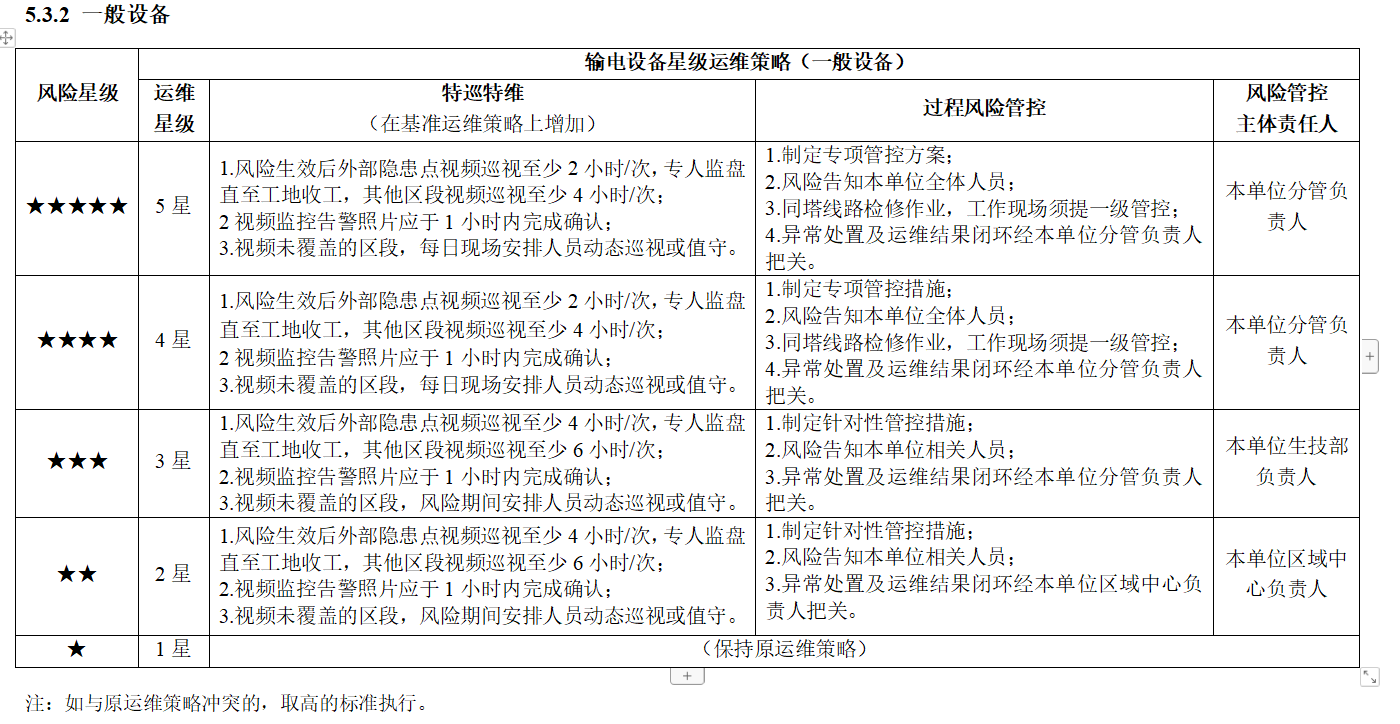 5.3.2 一般设备
风险星级
输电设备星级运维策略（一般设备）
运维
星级
特巡特维
（在基准运维策略上增加）
过程风险管控
风险管控
主体责任人
★★★★★
5 星
1.风险生效后外部隐患点视频巡视至少 2 小时/次，专人监盘
直至工地收工，其他区段视频巡视至少 4 小时/次；
2 视频监控告警照片应于 1 小时内完成确认；
3.视频未覆盖的区段，每日现场安排人员动态巡视或值守。
1.制定专项管控方案；
2.风险告知本单位全体人员；
3.同塔线路检修作业，工作现场须提一级管控；
4.异常处置及运维结果闭环经本单位分管负责人
把关。
本单位分管负
责人
★★★★
4 星
1.风险生效后外部隐患点视频巡视至少 2 小时/次，专人监盘
直至工地收工，其他区段视频巡视至少 4 小时/次；
2 视频监控告警照片应于 1 小时内完成确认；
3.视频未覆盖的区段，每日现场安排人员动态巡视或值守。
1.制定专项管控措施；
2.风险告知本单位全体人员；
3.同塔线路检修作业，工作现场须提一级管控；
4.异常处置及运维结果闭环经本单位分管负责人
把关。
本单位分管负
责人
★★★
3 星
1.风险生效后外部隐患点视频巡视至少 4 小时/次，专人监盘
直至工地收工，其他区段视频巡视至少 6 小时/次；
2.视频监控告警照片应于 1 小时内完成确认；
3.视频未覆盖的区段，风险期间安排人员动态巡视或值守。
1.制定针对性管控措施；
2.风险告知本单位相关人员；
3.异常处置及运维结果闭环经本单位分管负责人
把关。
本单位生技部
负责人
★★
2 星
1.风险生效后外部隐患点视频巡视至少 4 小时/次，专人监盘
直至工地收工，其他区段视频巡视至少 6 小时/次；
2.视频监控告警照片应于 1 小时内完成确认；
3.视频未覆盖的区段，风险期间安排人员动态巡视或值守。
1.制定针对性管控措施；
2.风险告知本单位相关人员；
3.异常处置及运维结果闭环经本单位区域中心负
责人把关。
本单位区域中
心负责人
★
1 星
（保持原运维策略）
注：如与原运维策略冲突的，取高的标准执行。